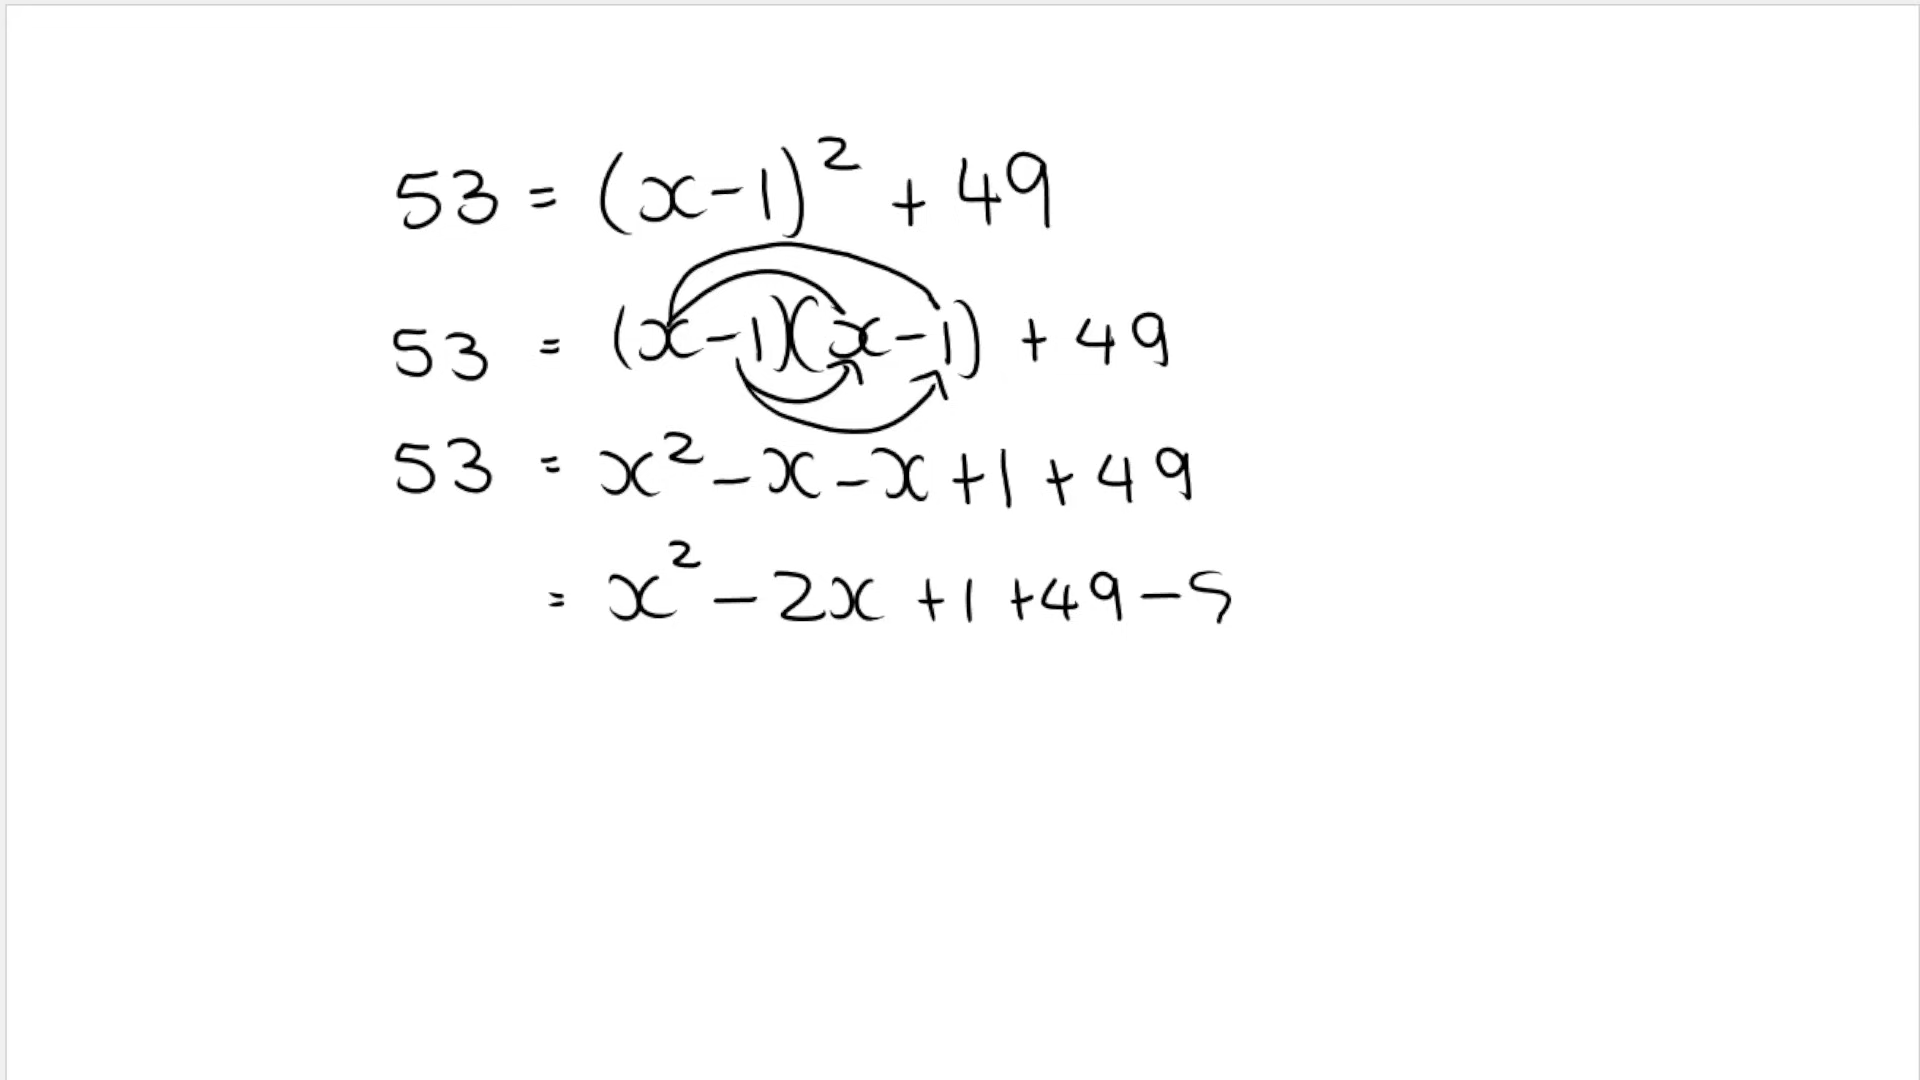 53 = (x-1)² + 49
53 = (x-1)(x-1) + 49
53 = x² - x - x + 1 + 49
= x² - 2x + 1 + 49 - 5